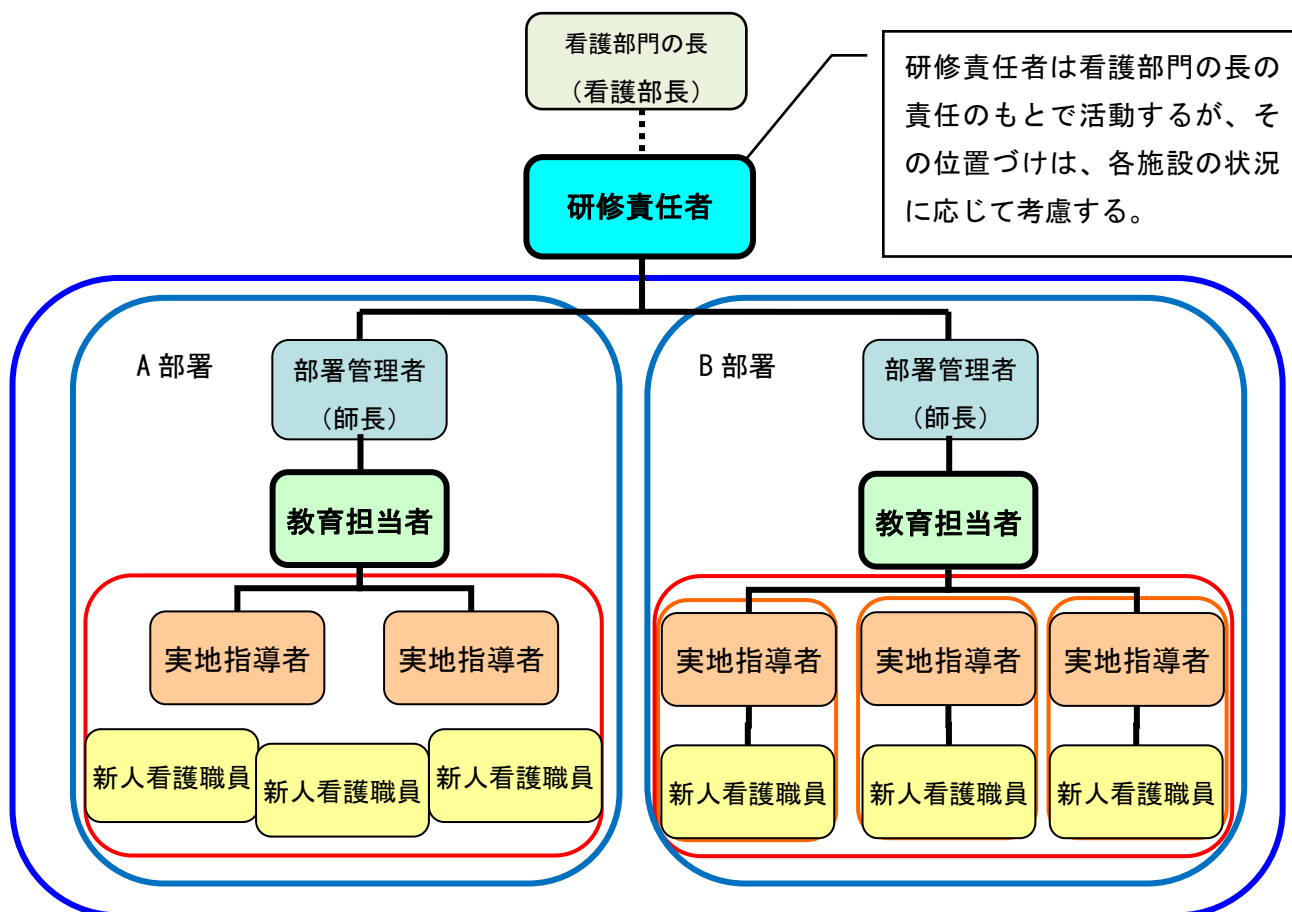 看護部門の長
（看護部長）
研修責任者は看護部門の長の
責任のもとで活動するが、そ
の位置づけは、各施設の状況
に応じて考慮する。
研修責任者
A 部署
部署管理者
（師長）
B 部署
部署管理者
（師長）
教育担当者
教育担当者
実地指導者
実地指導者
実地指導者
実地指導者
実地指導者
新人看護職員
新人看護職員
新人看護職員
新人看護職員
新人看護職員
新人看護職員